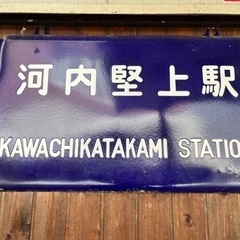 河内堅上駅
KAWACHIKATAKAMI STATIO